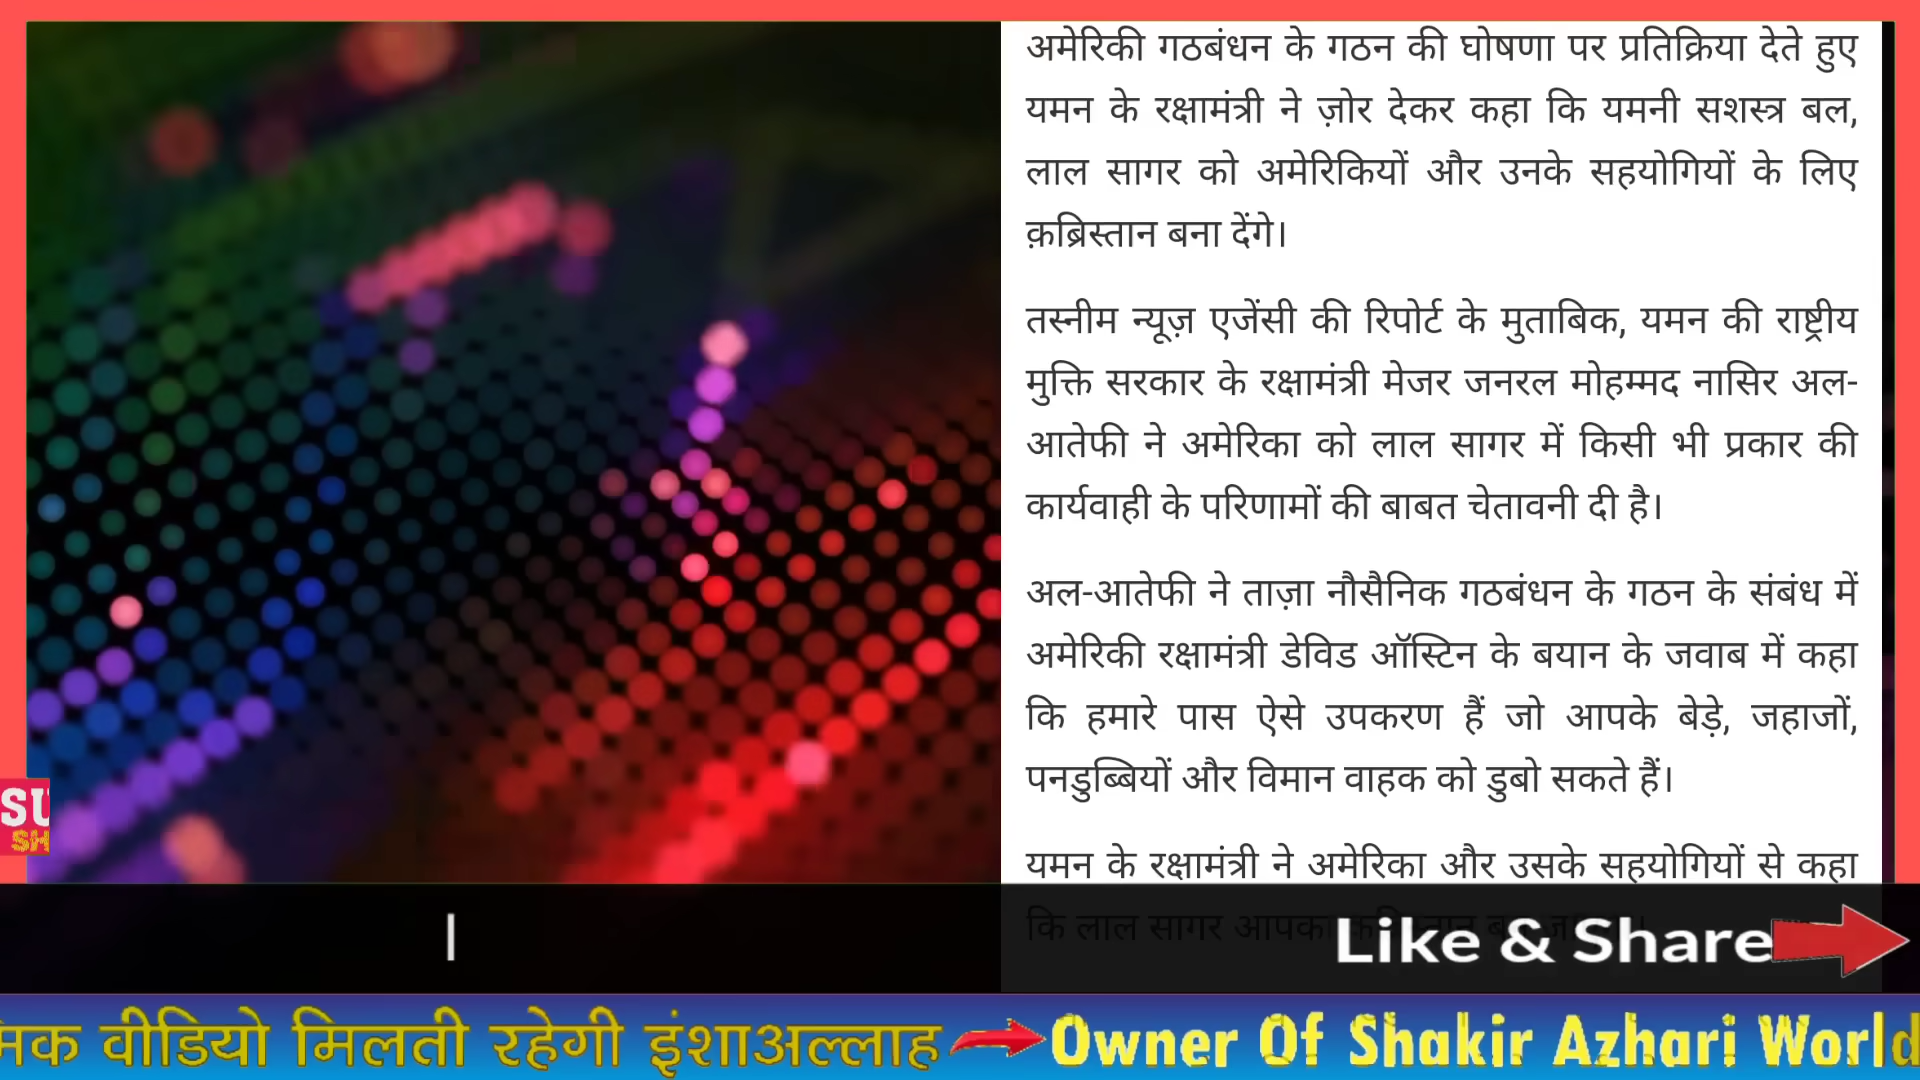 अमेरिकी गठबंधन के गठन की घोषणा पर प्रतिक्रिया देते हुए
यमन के रक्षामंत्री ने ज़ोर देकर कहा कि यमनी सशस्त्र बल,
लाल सागर को अमेरिकियों और उनके सहयोगियों के लिए
क़ब्रिस्तान बना देंगे।
तस्नीम न्यूज़ एजेंसी की रिपोर्ट के मुताबिक, यमन की राष्ट्रीय
मुक्ति सरकार के रक्षामंत्री मेजर जनरल मोहम्मद नासिर अल-
आतेफी ने अमेरिका को लाल सागर में किसी भी प्रकार की
कार्यवाही के परिणामों की बाबत चेतावनी दी है।
अल-आतेफी ने ताज़ा नौसैनिक गठबंधन के गठन के संबंध में
अमेरिकी रक्षामंत्री डेविड ऑस्टिन के बयान के जवाब में कहा
कि हमारे पास ऐसे उपकरण हैं जो आपके बेड़े, जहाजों,
पनडुब्बियों और विमान वाहक को डुबो सकते हैं।
यमन के रक्षामंत्री ने अमेरिका और उसके सहयोगियों से कहा
कि लाल सागर आपका
SU
SH
Like & Share
वीडियो मिलती रहेगी इंशाअल्लाह
Owner Of Shakir Azhari World